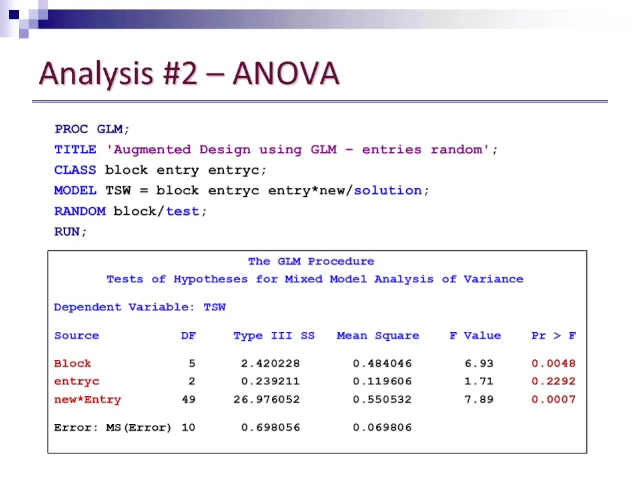 Analysis #2 – ANOVA
PROC GLM;
TITLE 'Augmented Design using GLM – entries random';
CLASS block entry entryc;
MODEL TSW = block entryc entry*new/solution;
RANDOM block/test;
RUN;
The GLM Procedure
Tests of Hypotheses for Mixed Model Analysis of Variance
Dependent Variable: TSW
Source DF Type III SS Mean Square F Value Pr > F
Block 5 2.420228 0.484046 6.93 0.0048
entryc 2 0.239211 0.119606 1.71 0.2292
new*Entry 49 26.976052 0.550532 7.89 0.0007
Error: MS(Error) 10 0.698056 0.069806